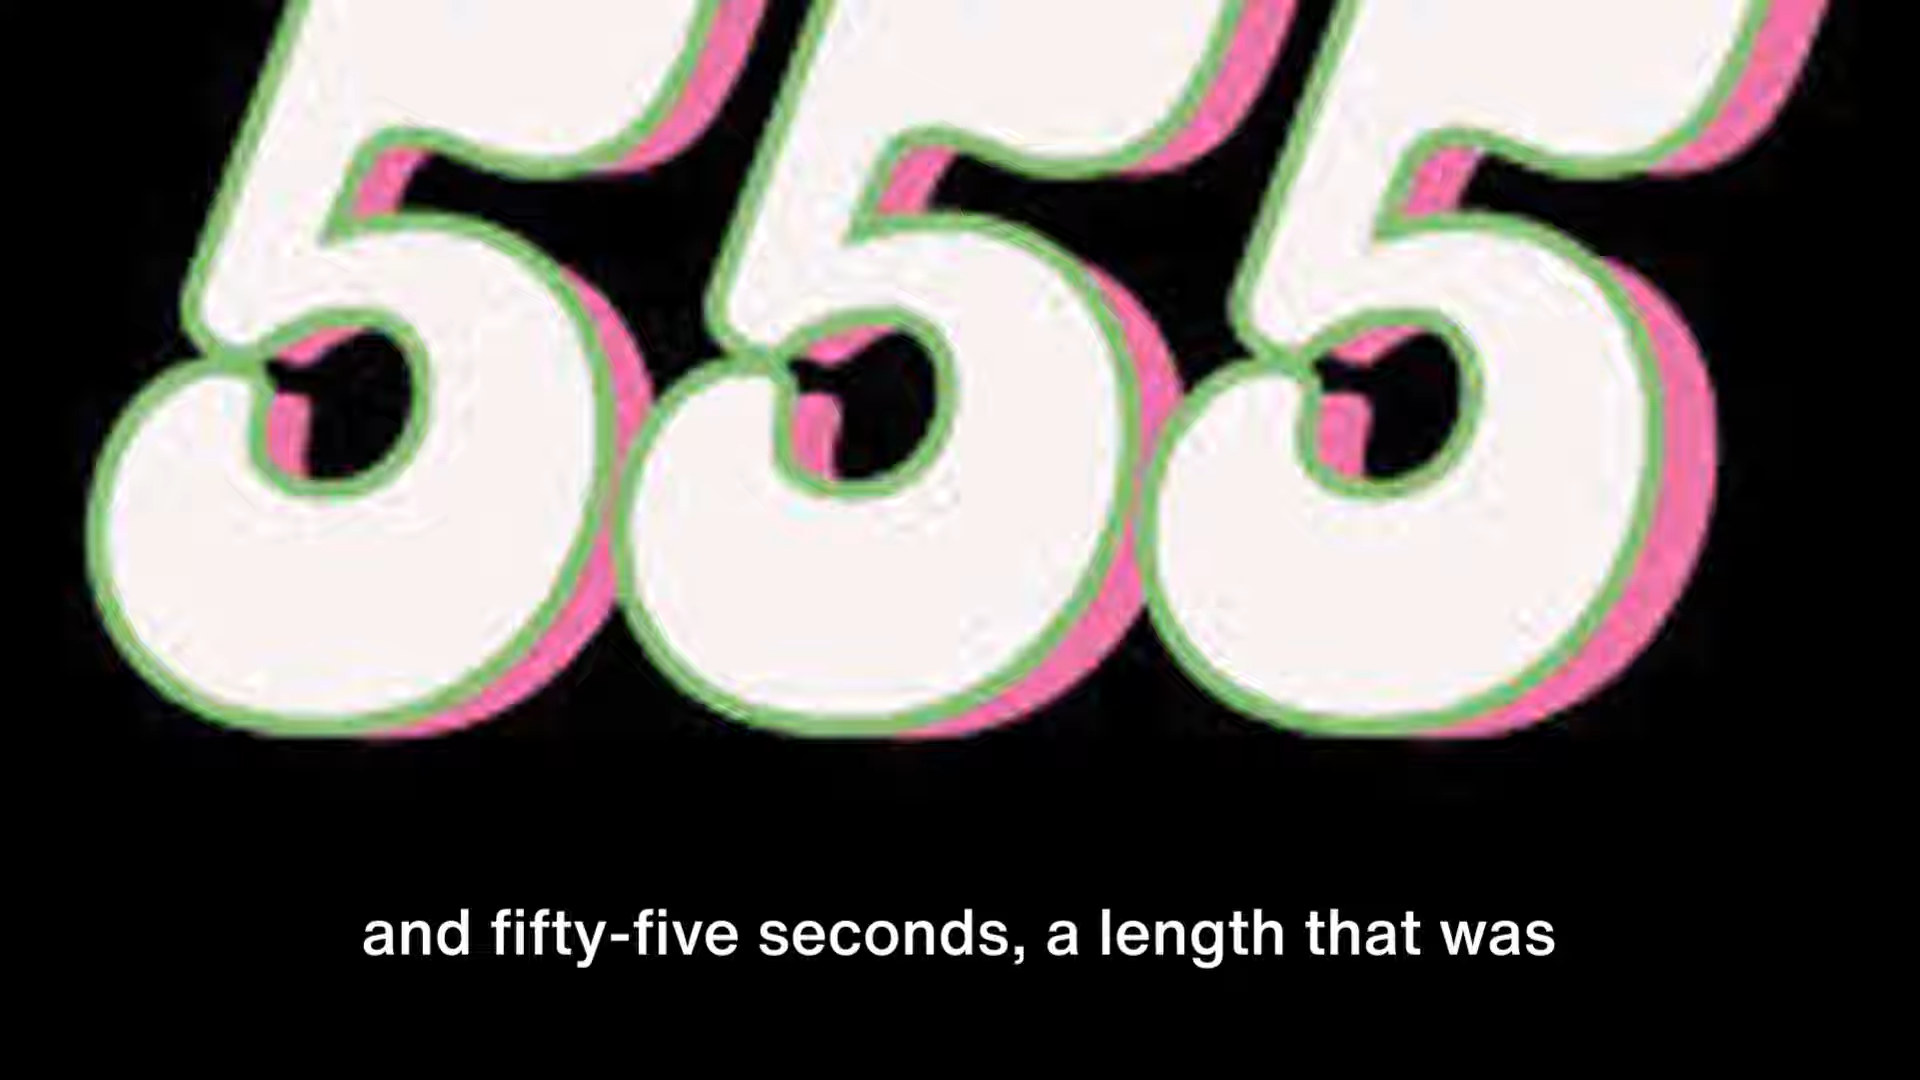 555
and fifty-five seconds, a length that was